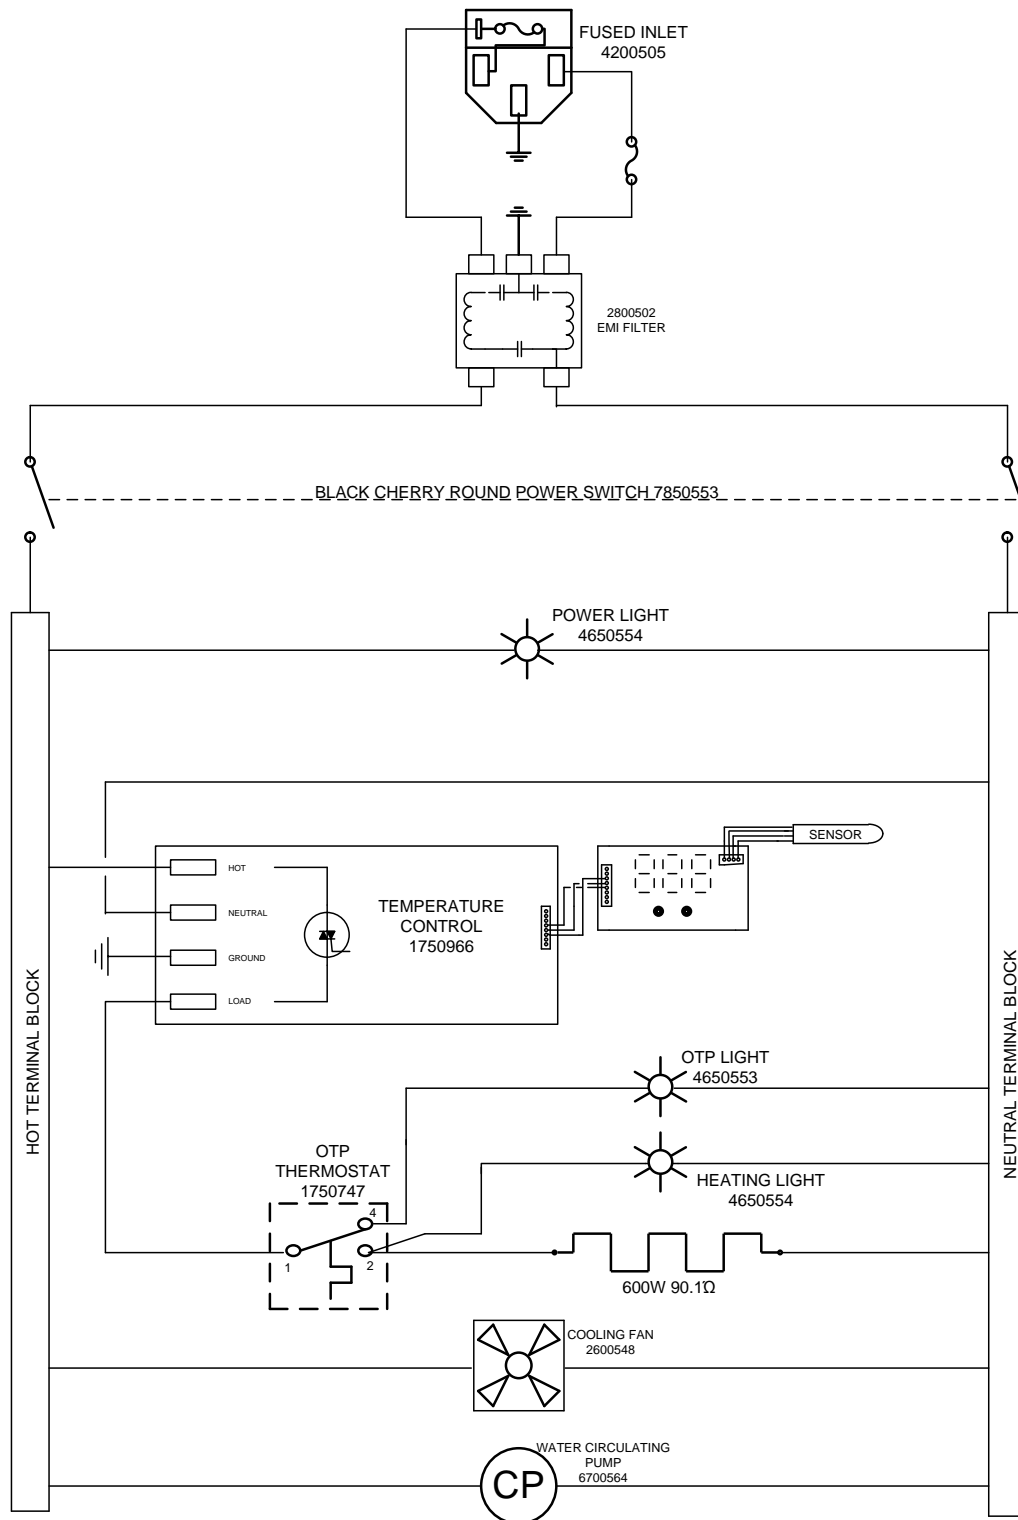 FUSED INLET
4200505
2800502
EMI FILTER
BLACK CHERRY ROUND POWER SWITCH 7850553
POWER LIGHT
4650554
SENSOR
HOT
NEUTRAL
GROUND
LOAD
TEMPERATURE
CONTROL
1750966
HOT TERMINAL BLOCK
NEUTRAL TERMINAL BLOCK
OTP LIGHT
4650553
OTP
THERMOSTAT
1750747
HEATING LIGHT
4650554
4
1
2
600W 90.1Ω
COOLING FAN
2600548
WATER CIRCULATING
PUMP
6700564
CP